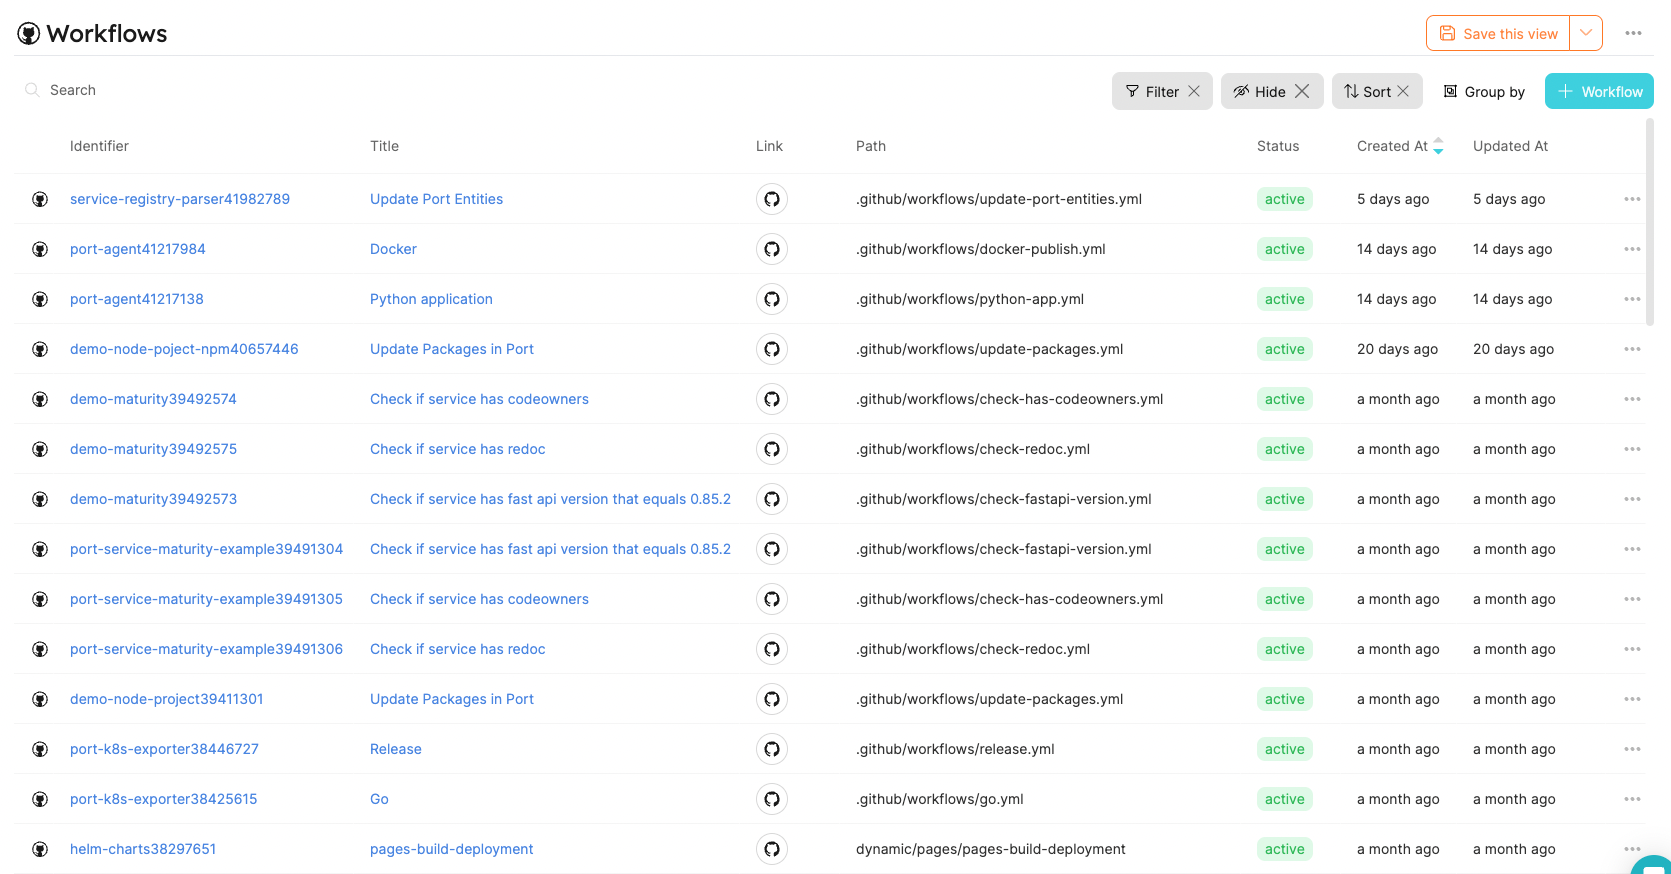 Workflows
Save this view
Search
Filter Hide Sort Group by Workflow
Identifier Title Link Path Status Created At Updated At
service-registry-parser41982789 Update Port Entities .github/workflows/update-port-entities.yml active 5 days ago 5 days ago
port-agent41217984 Docker .github/workflows/docker-publish.yml active 14 days ago 14 days ago
port-agent41217138 Python application .github/workflows/python-app.yml active 14 days ago 14 days ago
demo-node-poject-npm40657446 Update Packages in Port .github/workflows/update-packages.yml active 20 days ago 20 days ago
demo-maturity39492574 Check if service has codeowners .github/workflows/check-has-codeowners.yml active a month ago a month ago
demo-maturity39492575 Check if service has redoc .github/workflows/check-redoc.yml active a month ago a month ago
demo-maturity39492573 Check if service has fast api version that equals 0.85.2 .github/workflows/check-fastapi-version.yml active a month ago a month ago
port-service-maturity-example39491304 Check if service has fast api version that equals 0.85.2 .github/workflows/check-fastapi-version.yml active a month ago a month ago
port-service-maturity-example39491305 Check if service has codeowners .github/workflows/check-has-codeowners.yml active a month ago a month ago
port-service-maturity-example39491306 Check if service has redoc .github/workflows/check-redoc.yml active a month ago a month ago
demo-node-project39411301 Update Packages in Port .github/workflows/update-packages.yml active a month ago a month ago
port-k8s-exporter38446727 Release .github/workflows/release.yml active a month ago a month ago
port-k8s-exporter38425615 Go .github/workflows/go.yml active a month ago a month ago
helm-charts38297651 pages-build-deployment dynamic/pages/pages-build-deployment active a month ago a month ago